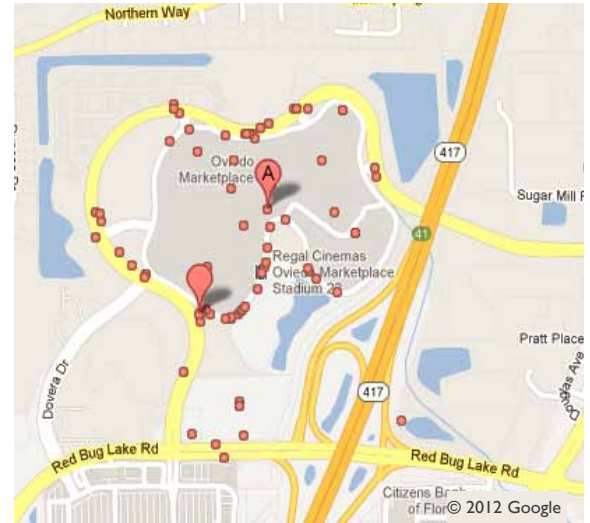 Northern Way
417
Oviedo
Marketplace
A
Sugar Mill
41
Regal Cinemas
Oviedo Marketplace
Stadium 22
Pratt Place
Dovera Dr
417
Red Bug Lake Rd
Red Bug Lake Rd
Citizens
of Flor
© 2012 Google